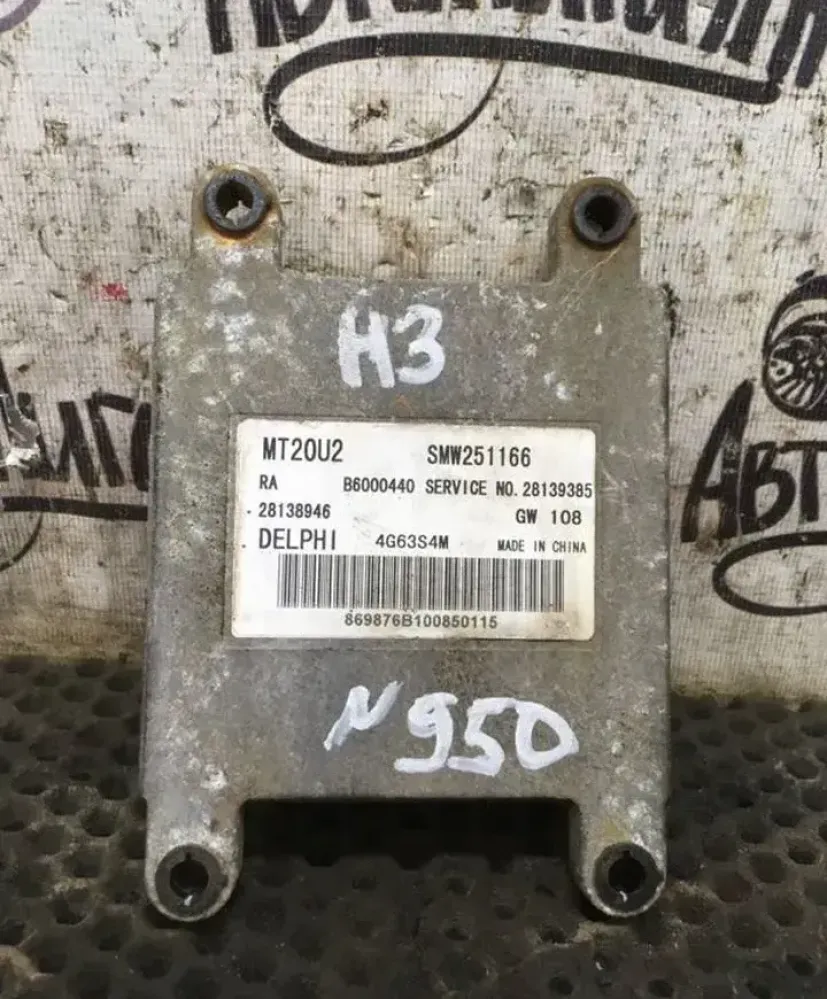 H3
MT20U2 SMW251166
RA B6000440 SERVICE NO. 28139385
28138946 GW 108
DELPHI 4G63S4M MADE IN CHINA
869876B100850115
N950